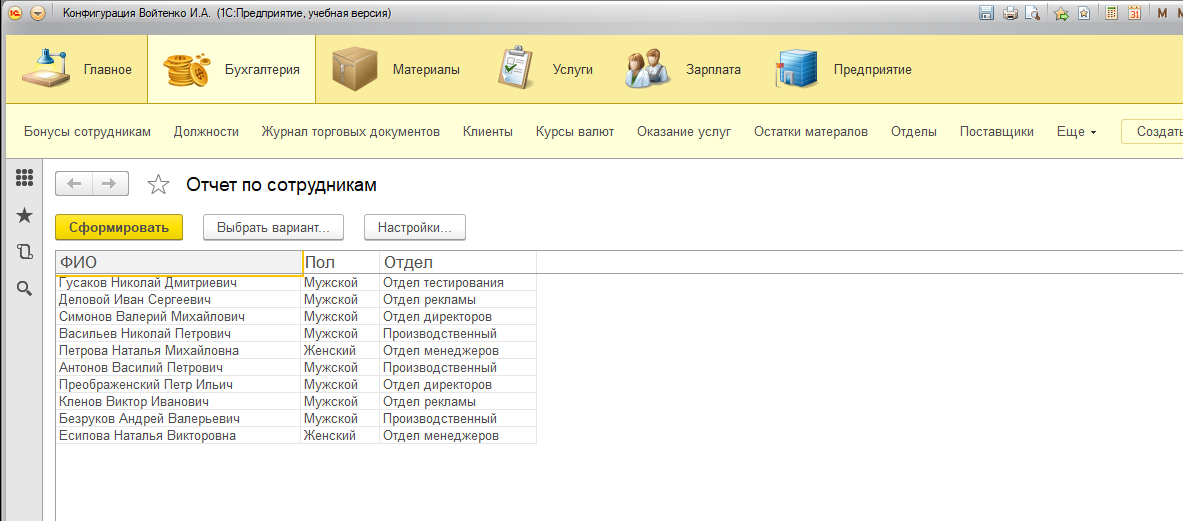 Конфигурация Войтенко И.А. (1С:Предприятие, учебная версия)
31 M M
Главное Бухгалтерия Материалы Услуги Зарплата Предприятие
Бонусы сотрудникам Должности Журнал торговых документов Клиенты Курсы валют Оказание услуг Остатки матералов Отделы Поставщики Еще Создать
Отчет по сотрудникам
Сформировать Выбрать вариант... Настройки...
ФИО Пол Отдел
Гусаков Николай Дмитриевич Мужской Отдел тестирования
Деловой Иван Сергеевич Мужской Отдел рекламы
Симонов Валерий Михайлович Мужской Отдел директоров
Васильев Николай Петрович Мужской Производственный
Петрова Наталья Михайловна Женский Отдел менеджеров
Антонов Василий Петрович Мужской Производственный
Преображенский Петр Ильич Мужской Отдел директоров
Кленов Виктор Иванович Мужской Отдел рекламы
Безруков Андрей Валерьевич Мужской Производственный
Есипова Наталья Викторовна Женский Отдел менеджеров